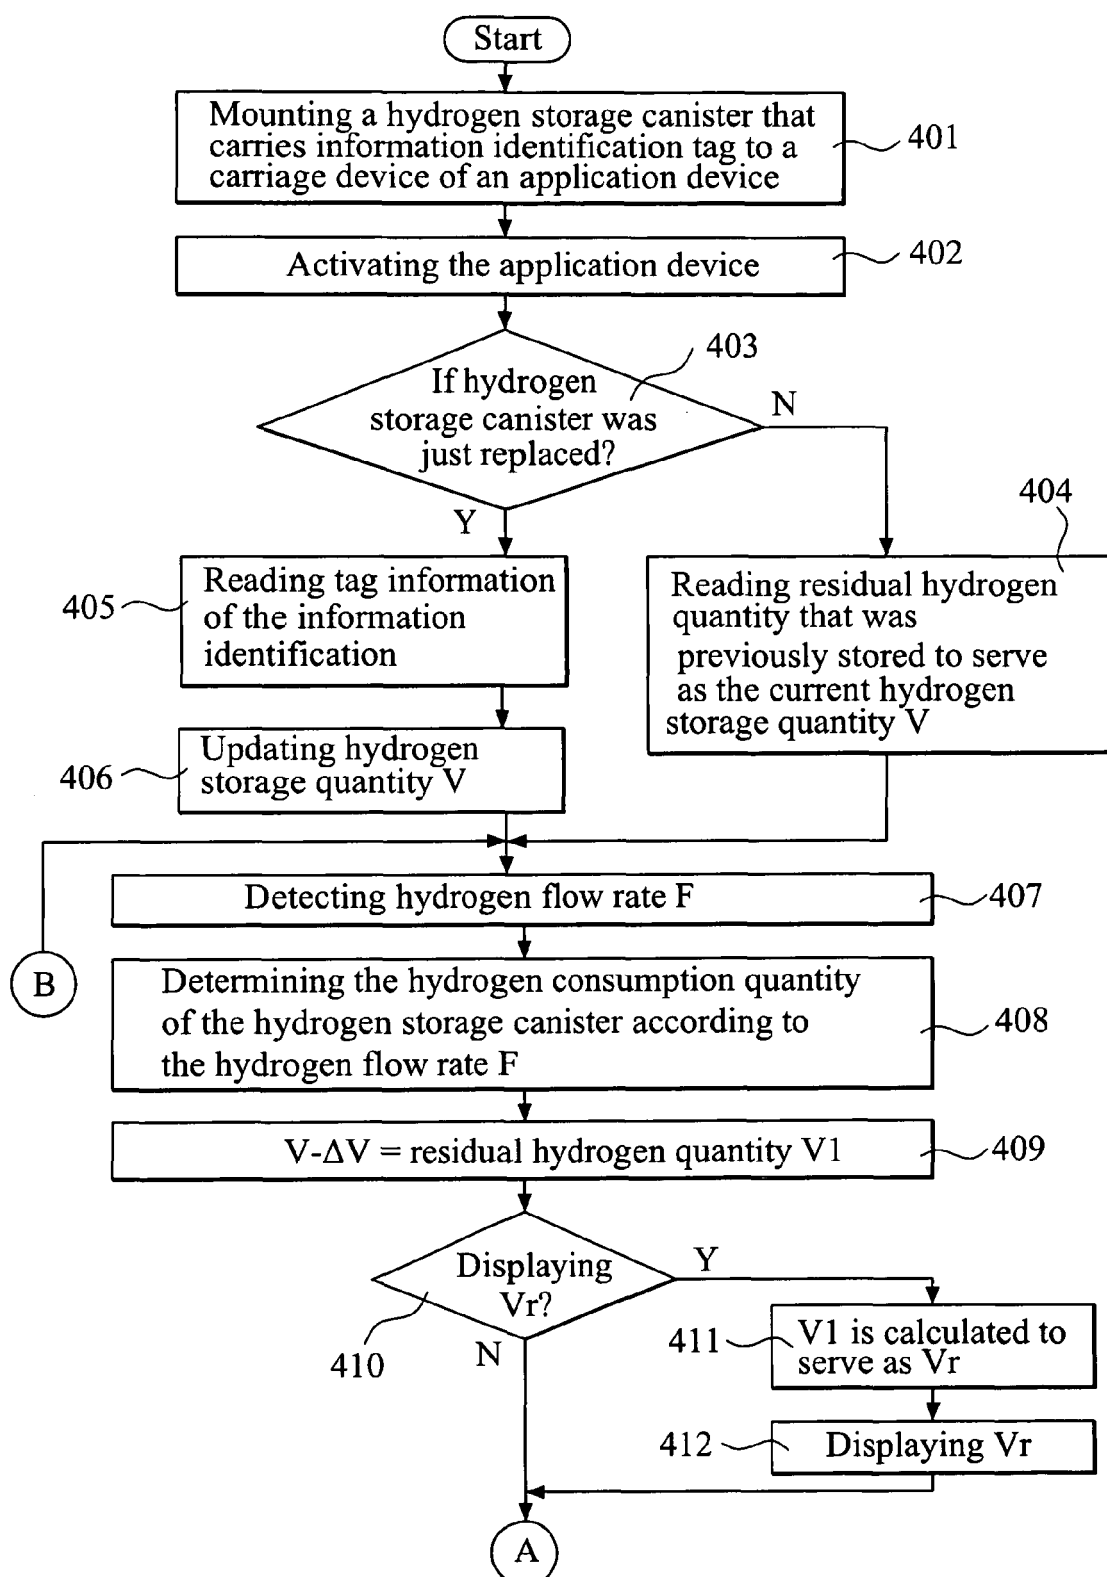 Start
Mounting a hydrogen storage canister that
carries information identification tag to a
carriage device of an application device
401
Activating the application device
402
403
If hydrogen
storage canister was
just replaced?
N
Y
404
Reading tag information
of the information
identification
405
Reading residual hydrogen
quantity that was
previously stored to serve
as the current hydrogen
storage quantity V
Updating hydrogen
storage quantity V
406
Detecting hydrogen flow rate F
407
B
Determining the hydrogen consumption quantity
of the hydrogen storage canister according to
the hydrogen flow rate F
408
V-ΔV = residual hydrogen quantity V1
409
Displaying
Vr?
Y
410
N
411
V1 is calculated to
serve as Vr
412
Displaying Vr
A